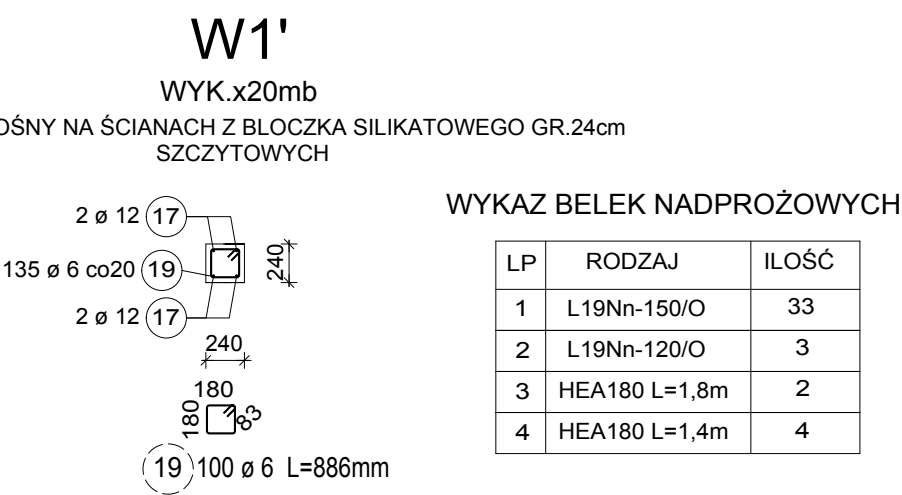 W1'
WYK.x20mb
OŚNY NA ŚCIANACH Z BLOCZKA SILIKATOWEGO GR.24cm
SZCZYTOWYCH
2 ø 12 17
135 ø 6 co20 19
2 ø 12 17
240
240
180
180
83
19 100 ø 6 L=886mm
WYKAZ BELEK NADPROŻOWYCH
LP RODZAJ ILOŚĆ
1 L19Nn-150/O 33
2 L19Nn-120/O 3
3 HEA180 L=1,8m 2
4 HEA180 L=1,4m 4